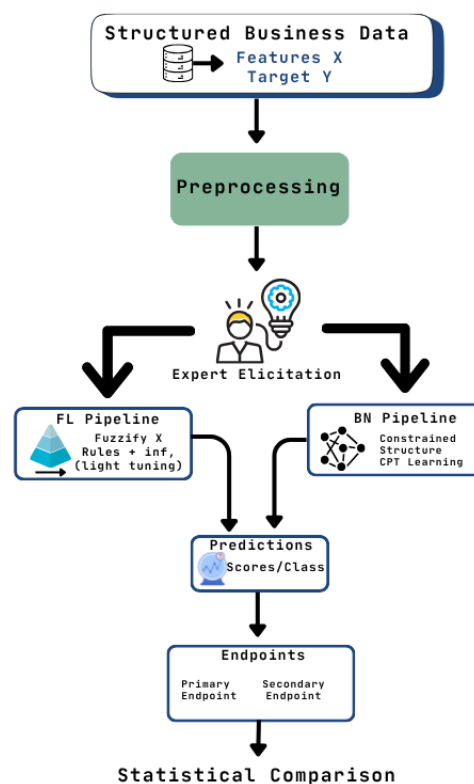 Structured Business Data
Features X
Target Y
Preprocessing
Expert Elicitation
FL Pipeline
Fuzzify X
Rules + inf,
(light tuning)
BN Pipeline
Constrained
Structure
CPT Learning
Predictions
Scores/Class
Endpoints
Primary
Endpoint
Secondary
Endpoint
Statistical Comparison